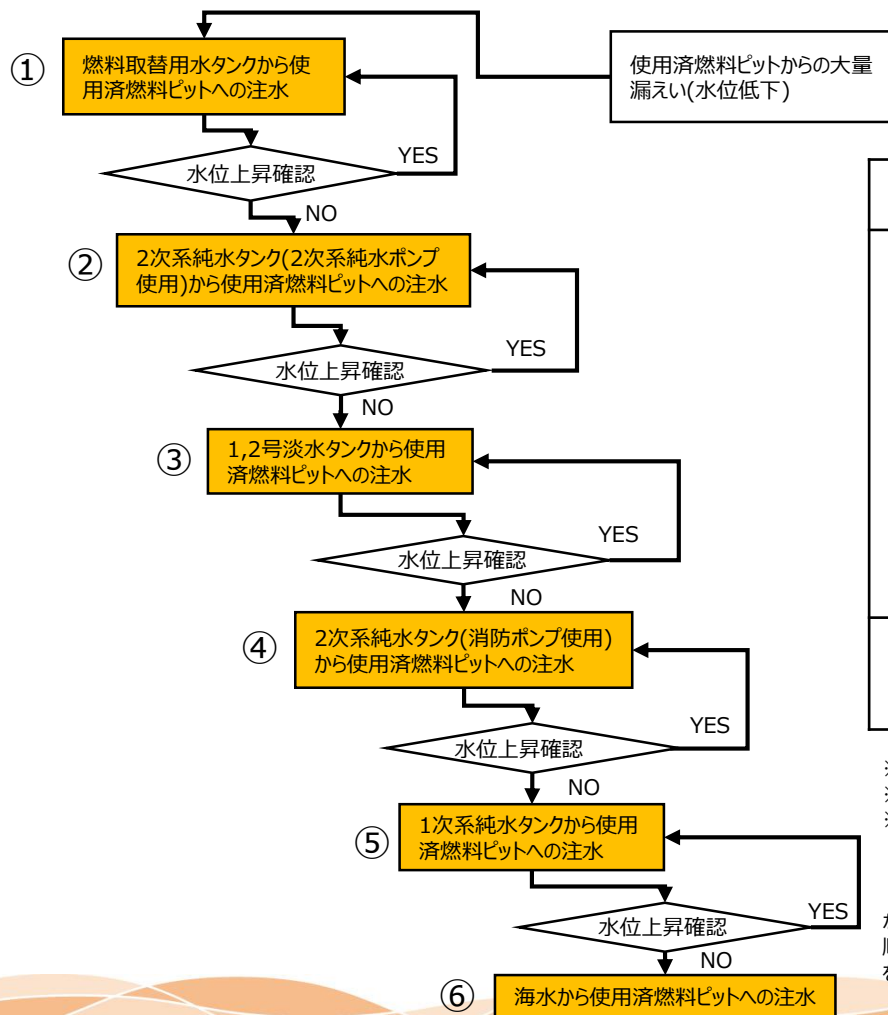 ①
燃料取替用水タンクから使
用済燃料ピットへの注水
使用済燃料ピットからの大量
漏えい(水位低下)
YES
水位上昇確認
NO
②
2次系純水タンク(2次系純水ポンプ
使用)から使用済燃料ピットへの注水
YES
水位上昇確認
NO
③
1,2号淡水タンクから使用
済燃料ピットへの注水
YES
水位上昇確認
NO
④
2次系純水タンク(消防ポンプ使用)
から使用済燃料ピットへの注水
YES
水位上昇確認
NO
⑤
1次系純水タンクから使用
済燃料ピットへの注水
YES
水位上昇確認
NO
⑥
海水から使用済燃料ピットへの注水